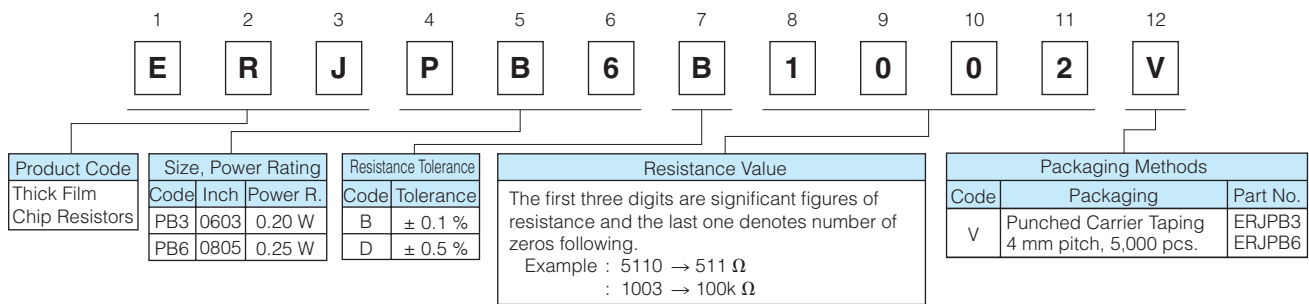 1 2 3 4 5 6 7 8 9 10 11 12
E R J P B 6 B 1 0 0 2 V
Product Code
Thick Film
Chip Resistors
Size, Power Rating
Code Inch Power R.
PB3 0603 0.20 W
PB6 0805 0.25 W
Resistance Tolerance
Code Tolerance
B ± 0.1 %
D ± 0.5 %
Resistance Value
The first three digits are significant figures of
resistance and the last one denotes number of
zeros following.
Example : 5110 → 511 Ω
: 1003 → 100k Ω
Packaging Methods
Code Packaging Part No.
V Punched Carrier Taping
4 mm pitch, 5,000 pcs.
ERJPB3
ERJPB6